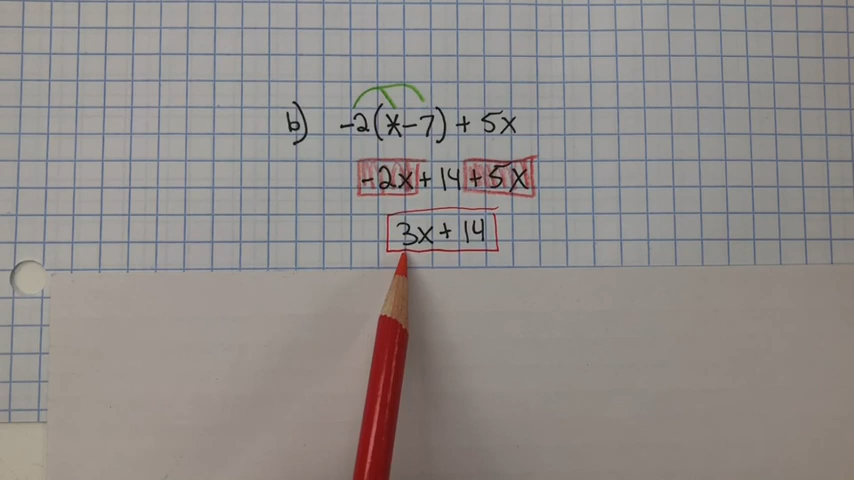 b) -2(x-7) + 5x
-2x + 14 + 5x
3x + 14